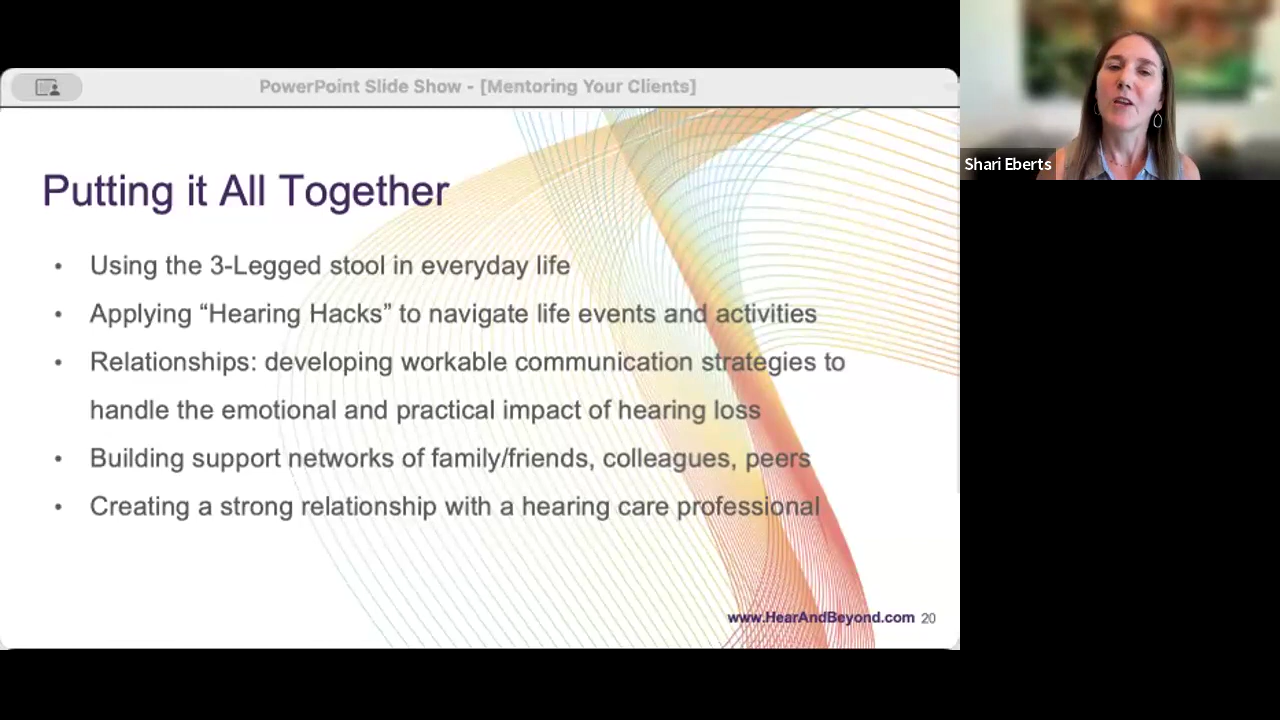 PowerPoint Slide Show - [Mentoring Your Clients]
Shari Eberts
Putting it All Together
• Using the 3-Legged stool in everyday life
• Applying “Hearing Hacks” to navigate life events and activities
• Relationships: developing workable communication strategies to
handle the emotional and practical impact of hearing loss
• Building support networks of family/friends, colleagues, peers
• Creating a strong relationship with a hearing care professional
www.HearAndBeyond.com 20